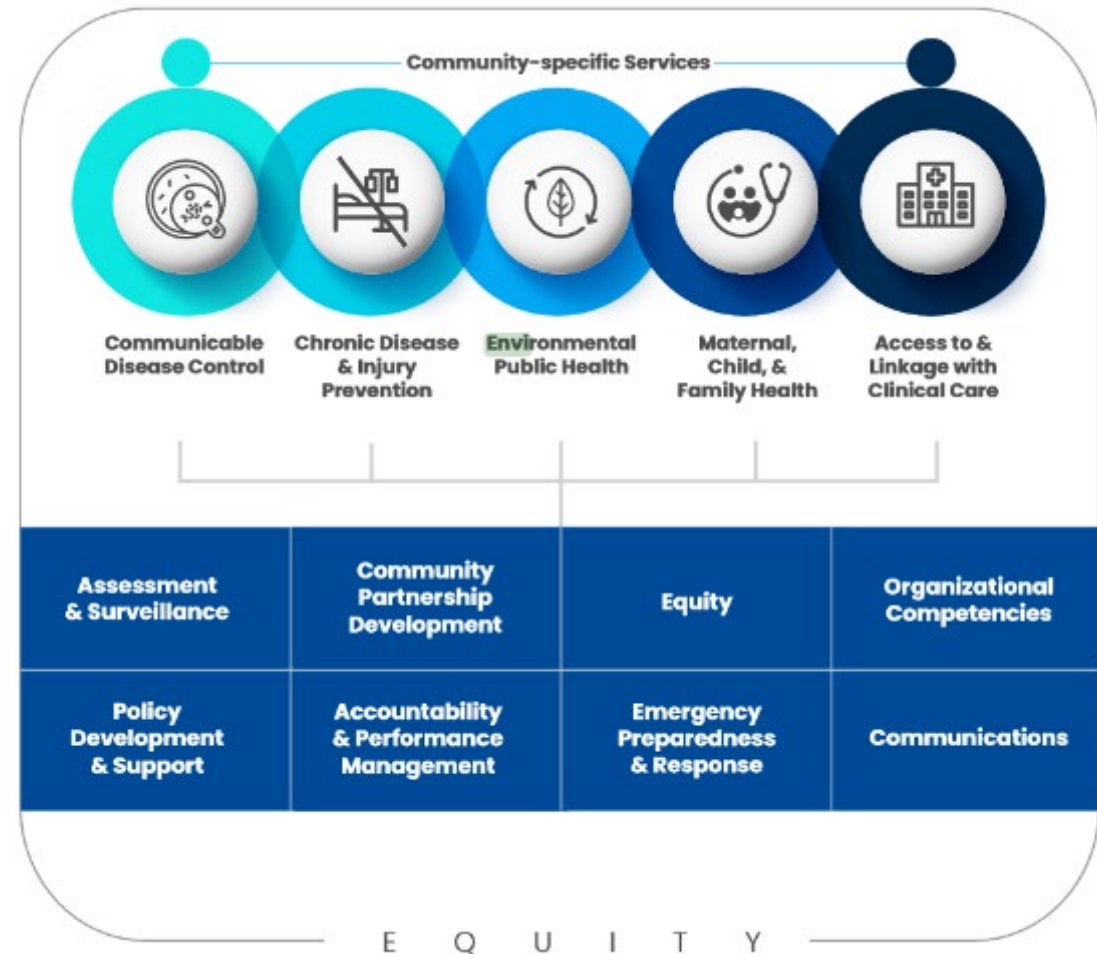 Community-specific Services
Communicable
Disease Control
Chronic Disease
& Injury
Prevention
Environmental
Public Health
Maternal,
Child, &
Family Health
Access to &
Linkage with
Clinical Care
Assessment
& Surveillance
Community
Partnership
Development
Equity
Organizational
Competencies
Policy
Development
& Support
Accountability
& Performance
Management
Emergency
Preparedness
& Response
Communications
EQUITY